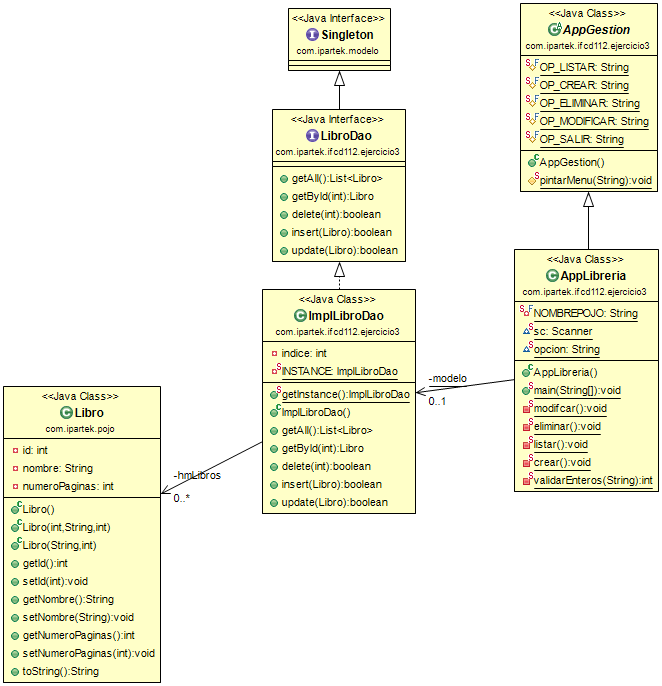 <<Java Interface>>
Singleton
com.ipartek.modelo
<<Java Interface>>
LibroDao
com.ipartek.ifcd112.ejercicio3
getAll():List<Libro>
getById(int):Libro
delete(int):boolean
insert(Libro):boolean
update(Libro):boolean
<<Java Class>>
ImplLibroDao
com.ipartek.ifcd112.ejercicio3
indice: int
INSTANCE: ImplLibroDao
getInstance():ImplLibroDao
ImplLibroDao()
getAll():List<Libro>
getById(int):Libro
delete(int):boolean
insert(Libro):boolean
update(Libro):boolean
<<Java Class>>
AppGestion
com.ipartek.ifcd112.ejercicio3
OP_LISTAR: String
OP_CREAR: String
OP_ELIMINAR: String
OP_MODIFICAR: String
OP_SALIR: String
AppGestion()
pintarMenu(String):void
<<Java Class>>
AppLibreria
com.ipartek.ifcd112.ejercicio3
NOMBREPOJO: String
sc: Scanner
opcion: String
AppLibreria()
main(String[]):void
modifcar():void
eliminar():void
listar():void
crear():void
validarEnteros(String):int
-modelo
0..1
<<Java Class>>
Libro
com.ipartek.pojo
id: int
nombre: String
numeroPaginas: int
Libro()
Libro(int,String,int)
Libro(String,int)
getId():int
setId(int):void
getNombre():String
setNombre(String):void
getNumeroPaginas():int
setNumeroPaginas(int):void
toString():String
-hmLibros
0..*